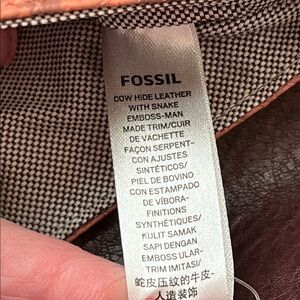 FOSSIL
COW HIDE LEATHER
WITH SNAKE
EMBOSS-MAN
MADE TRIM/CUIR
DE VACHETTE
FAÇON SERPENT-
CON AJUSTES
SINTÉTICOS/
PIEL DE BOVINO
CON ESTAMPADO
DE VÍBORA-
FINITIONS
SYNTHÉTIQUES/
KULIT SAMAK
SAPI DENGAN
EMBOSS ULAR-
TRIM IMITASI/
蛇皮压纹的牛皮-
人造装饰